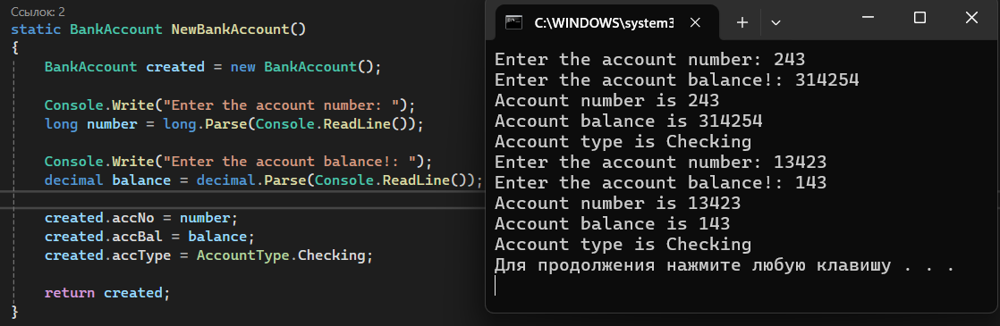 Ссылок: 2
static BankAccount NewBankAccount()
{
BankAccount created = new BankAccount();
Console.Write("Enter the account number: ");
long number = long.Parse(Console.ReadLine());
Console.Write("Enter the account balance!: ");
decimal balance = decimal.Parse(Console.ReadLine());
created.accNo = number;
created.accBal = balance;
created.accType = AccountType.Checking;
return created;
}
C:\WINDOWS\system3
Enter the account number: 243
Enter the account balance!: 314254
Account number is 243
Account balance is 314254
Account type is Checking
Enter the account number: 13423
Enter the account balance!: 143
Account number is 13423
Account balance is 143
Account type is Checking
Для продолжения нажмите любую клавишу . . .